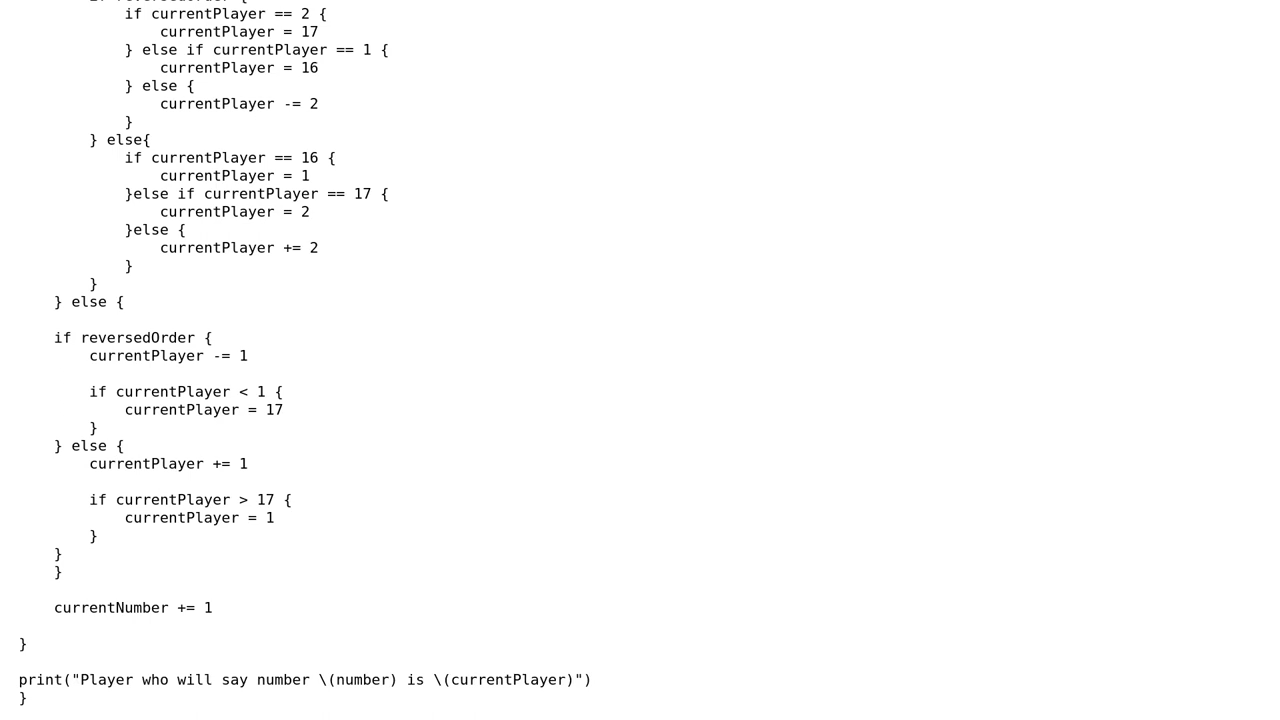 if reversedOrder {
if currentPlayer == 2 {
currentPlayer = 17
} else if currentPlayer == 1 {
currentPlayer = 16
} else {
currentPlayer -= 2
}
} else{
if currentPlayer == 16 {
currentPlayer = 1
}else if currentPlayer == 17 {
currentPlayer = 2
}else {
currentPlayer += 2
}
}
} else {
if reversedOrder {
currentPlayer -= 1
if currentPlayer < 1 {
currentPlayer = 17
}
} else {
currentPlayer += 1
if currentPlayer > 17 {
currentPlayer = 1
}
}
}
currentNumber += 1
}
print("Player who will say number \(number) is \(currentPlayer)")
}